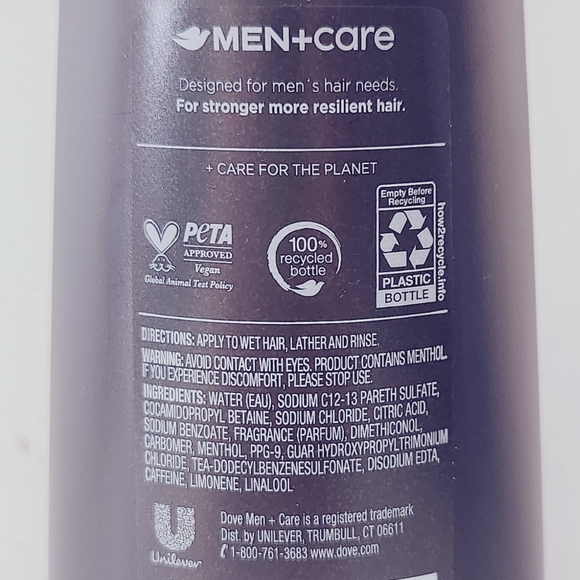 MEN+care
Designed for men's hair needs.
For stronger more resilient hair.
+ CARE FOR THE PLANET
PETA
APPROVED
Vegan
Global Animal Test Policy
100%
recycled
bottle
Empty Before
Recycling
PLASTIC
BOTTLE
how2recycle.info
DIRECTIONS: APPLY TO WET HAIR, LATHER AND RINSE.
WARNING: AVOID CONTACT WITH EYES. PRODUCT CONTAINS MENTHOL.
IF YOU EXPERIENCE DISCOMFORT, PLEASE STOP USE.
INGREDIENTS: WATER (EAU), SODIUM C12-13 PARETH SULFATE,
COCAMIDOPROPYL BETAINE, SODIUM CHLORIDE, CITRIC ACID,
SODIUM BENZOATE, FRAGRANCE (PARFUM), DIMETHICONOL,
CARBOMER, MENTHOL, PPG-9, GUAR HYDROXYPROPYLTRIMONIUM
CHLORIDE, TEA-DODECYLBENZENESULFONATE, DISODIUM EDTA,
CAFFEINE, LIMONENE, LINALOOL
Unilever
Dove Men + Care is a registered trademark
Dist. by UNILEVER, TRUMBULL, CT 06611
1-800-761-3683 www.dove.com